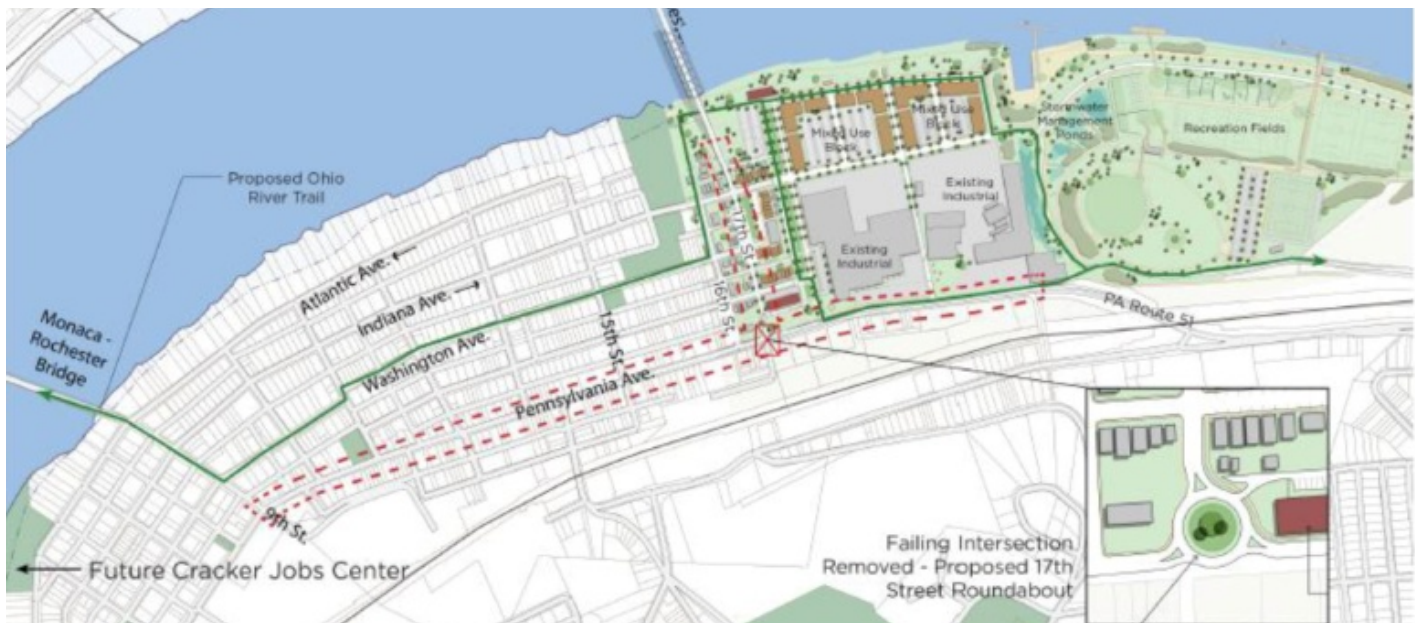 es'..
Mixed Use
Block
Mixed Use
Block
Stormwater
Management
Ponds
Recreation Fields
Proposed Ohio
River Trail
Existing
Industrial
Existing
Industrial
17th St.
16th St.
Atlantic Ave.
Indiana Ave.
15th St.
Washington Ave.
PA Route 51
Monaca -
Rochester
Bridge
Pennsylvania Ave.
9th St.
Failing Intersection
Removed - Proposed 17th
Street Roundabout
Future Cracker Jobs Center